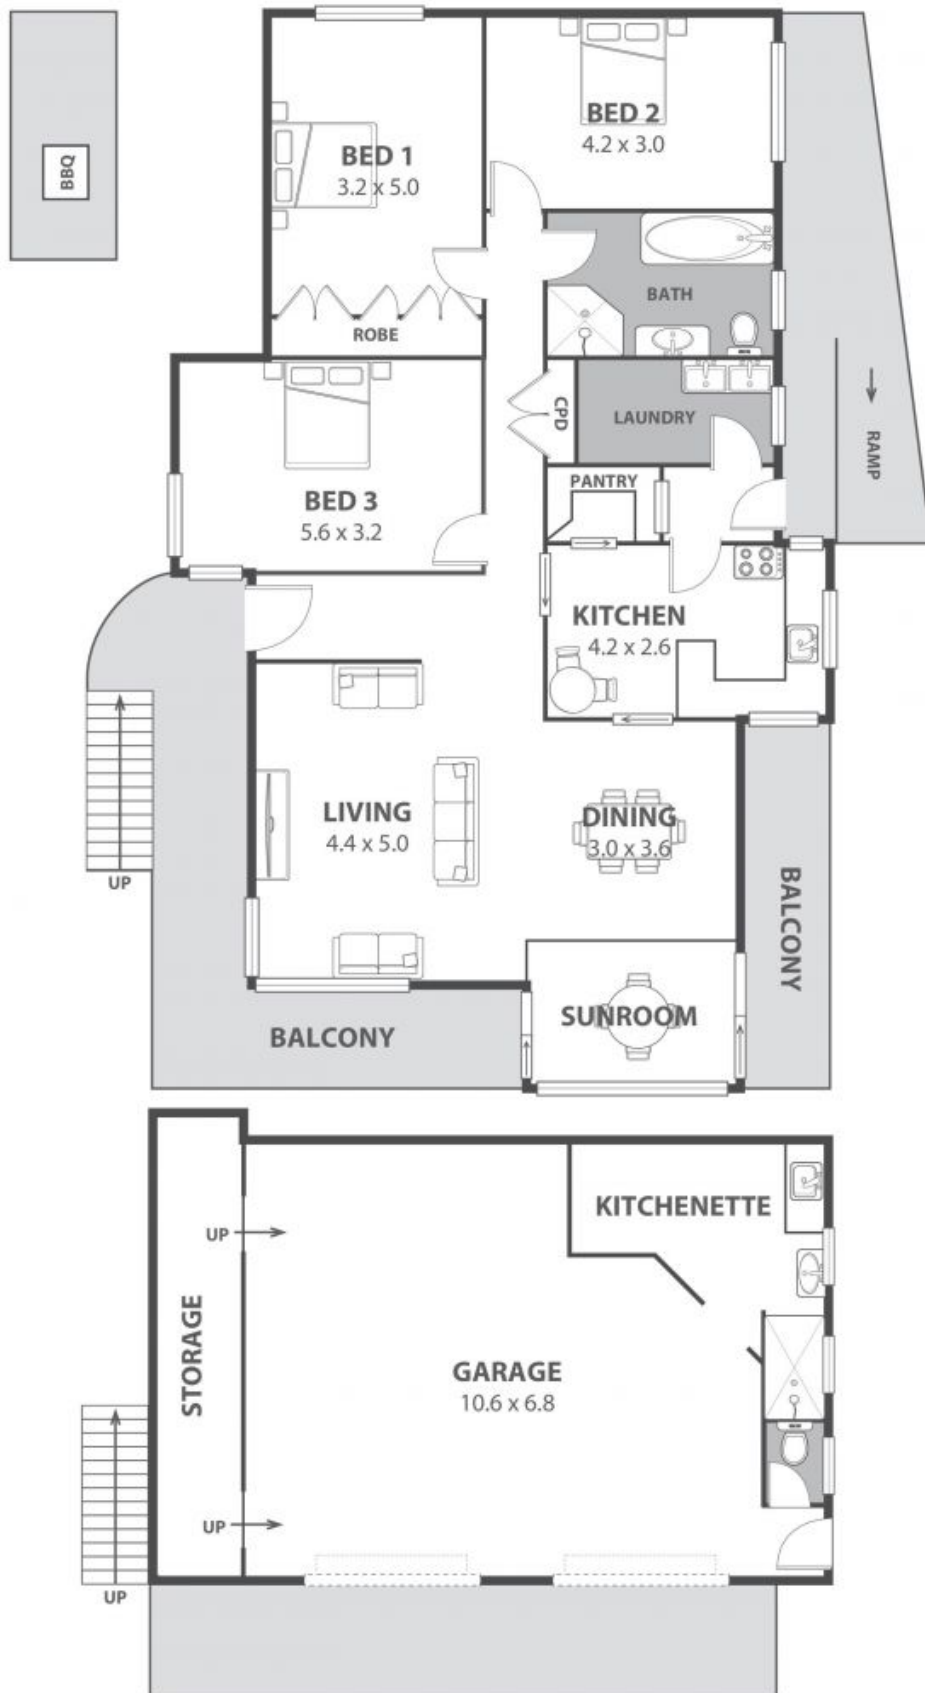 BBQ
BED 1
3.2 x 5.0
BED 2
4.2 x 3.0
BATH
ROBE
CPD
LAUNDRY
RAMP
PANTRY
BED 3
5.6 x 3.2
KITCHEN
4.2 x 2.6
UP
LIVING
4.4 x 5.0
DINING
3.0 x 3.6
BALCONY
SUNROOM
BALCONY
KITCHENETTE
UP
STORAGE
GARAGE
10.6 x 6.8
UP
UP